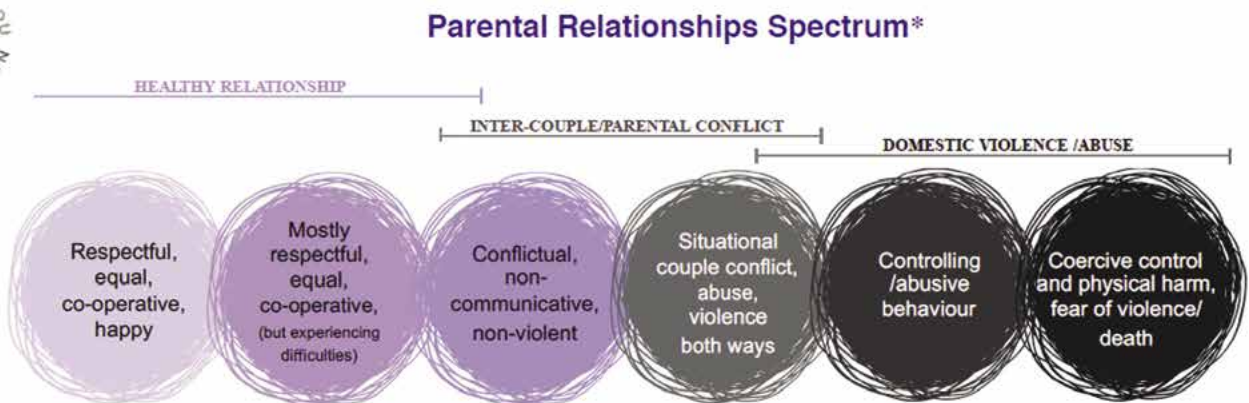 Parental Relationships Spectrum*
HEALTHY RELATIONSHIP
INTER-COUPLE/PARENTAL CONFLICT
DOMESTIC VIOLENCE /ABUSE
Respectful,
equal,
co-operative,
happy
Mostly
respectful,
equal,
co-operative,
(but experiencing
difficulties)
Conflictual,
non-
communicative,
non-violent
Situational
couple conflict,
abuse,
violence
both ways
Controlling
/abusive
behaviour
Coercive control
and physical harm,
fear of violence/
death